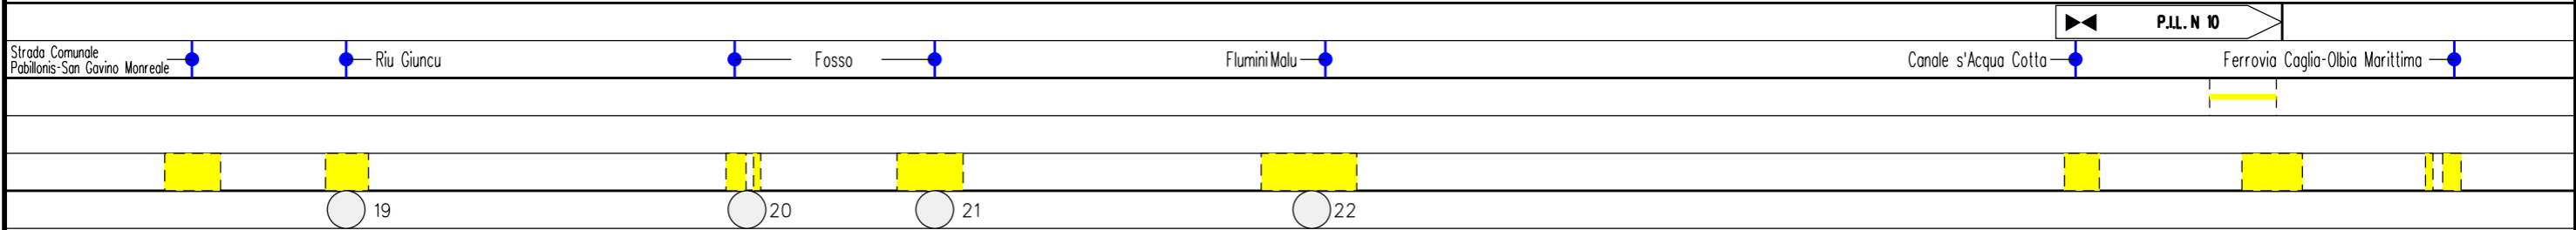 P.I.L. N 10
Strada Comunale
Pabillonis-San Gavino Monreale
Riu Giuncu
Fosso
Flumini Malu
Canale s'Acqua Cotta
Ferrovia Caglia-Olbia Marittima
19
20
21
22